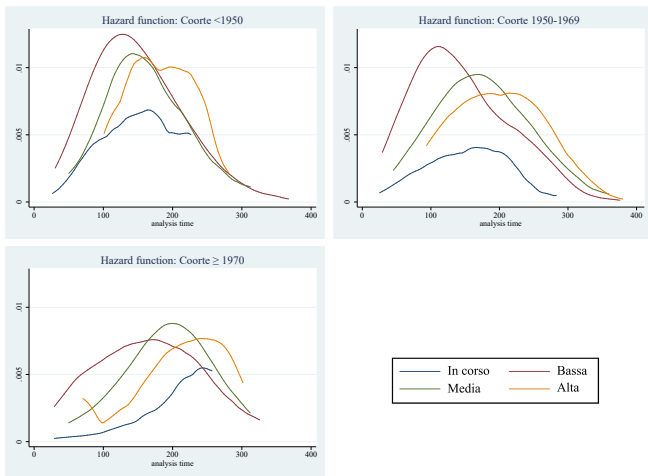 Hazard function: Coorte <1950
.01
.005
0
0 100 200 300 400
analysis time
Hazard function: Coorte 1950-1969
.01
.005
0
0 100 200 300 400
analysis time
Hazard function: Coorte ≥ 1970
.01
.005
0
0 100 200 300 400
analysis time
In corso Bassa
Media Alta